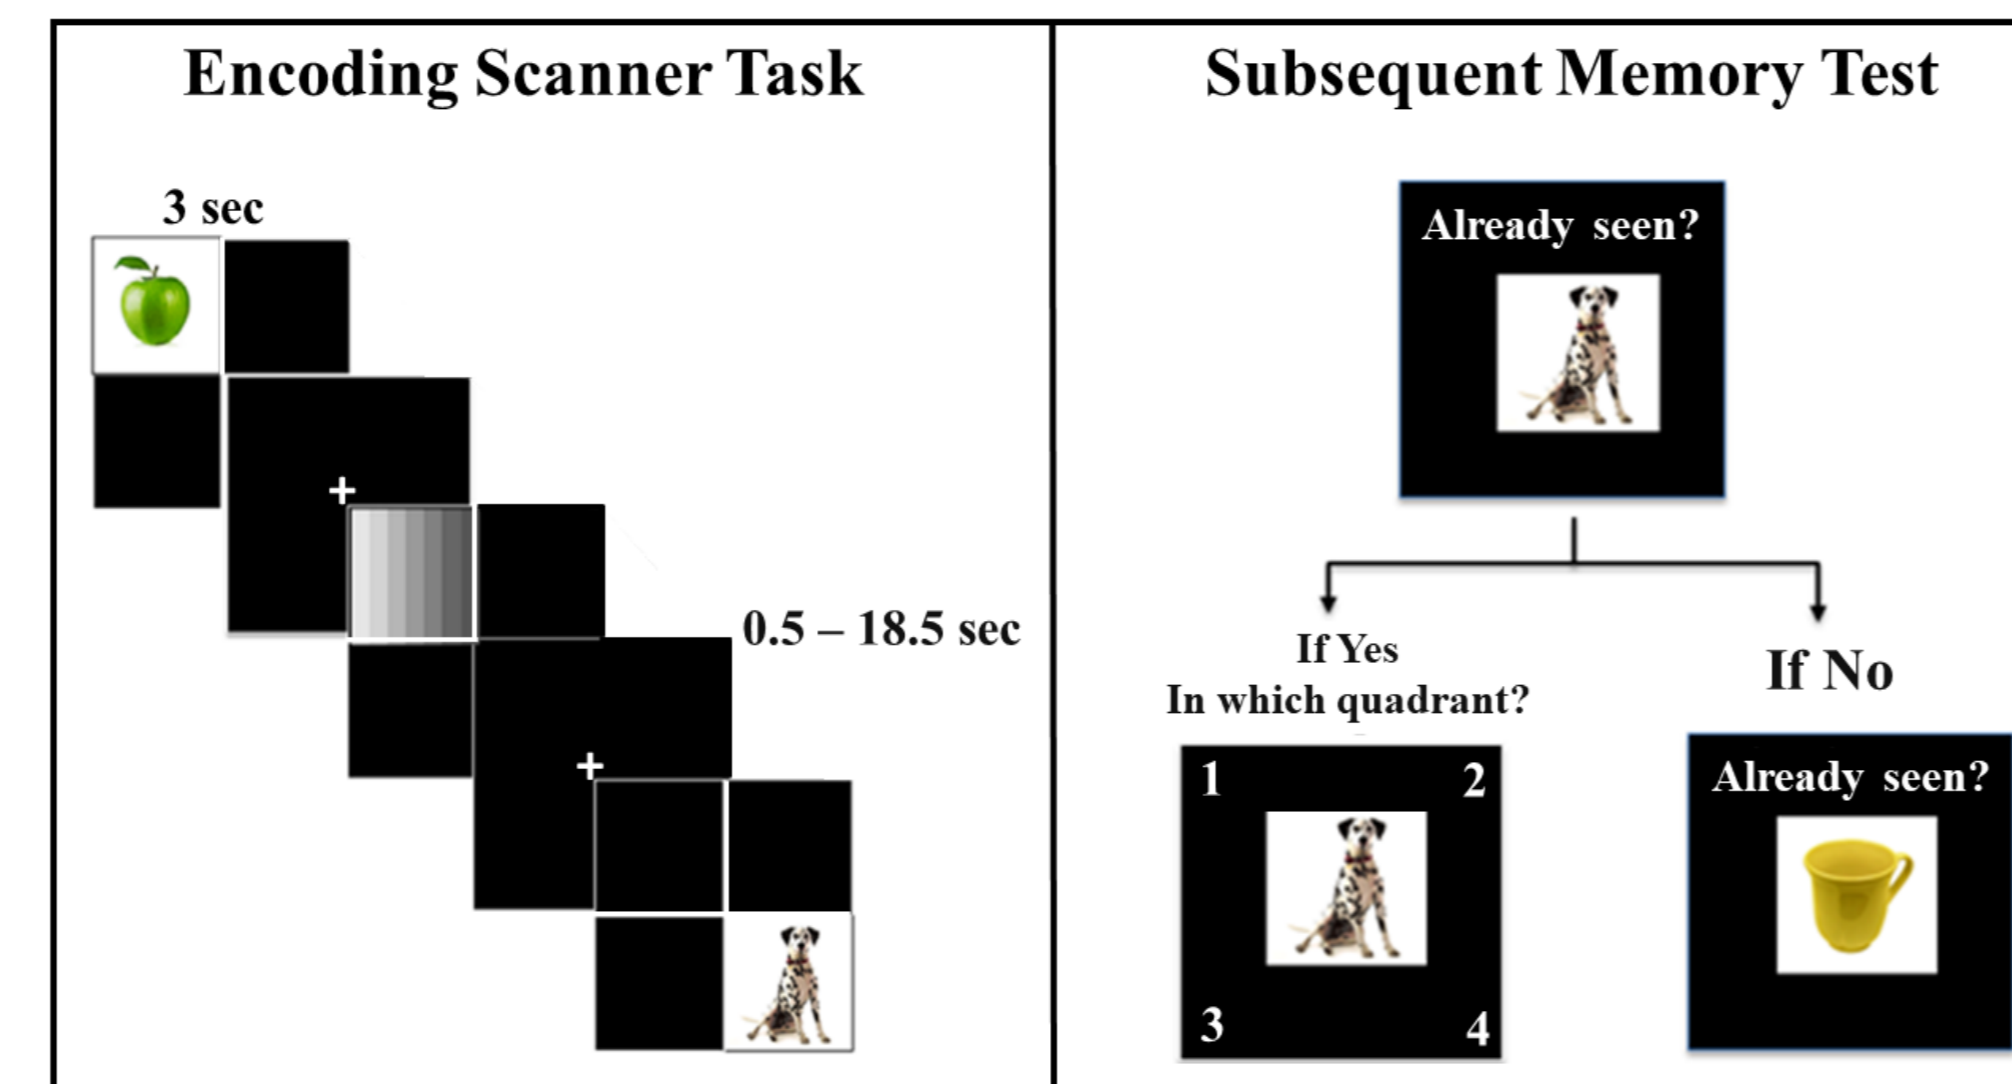 Encoding Scanner Task
3 sec
+
0.5 – 18.5 sec
+
Subsequent Memory Test
Already seen?
If Yes
In which quadrant?
1 2
3 4
If No
Already seen?